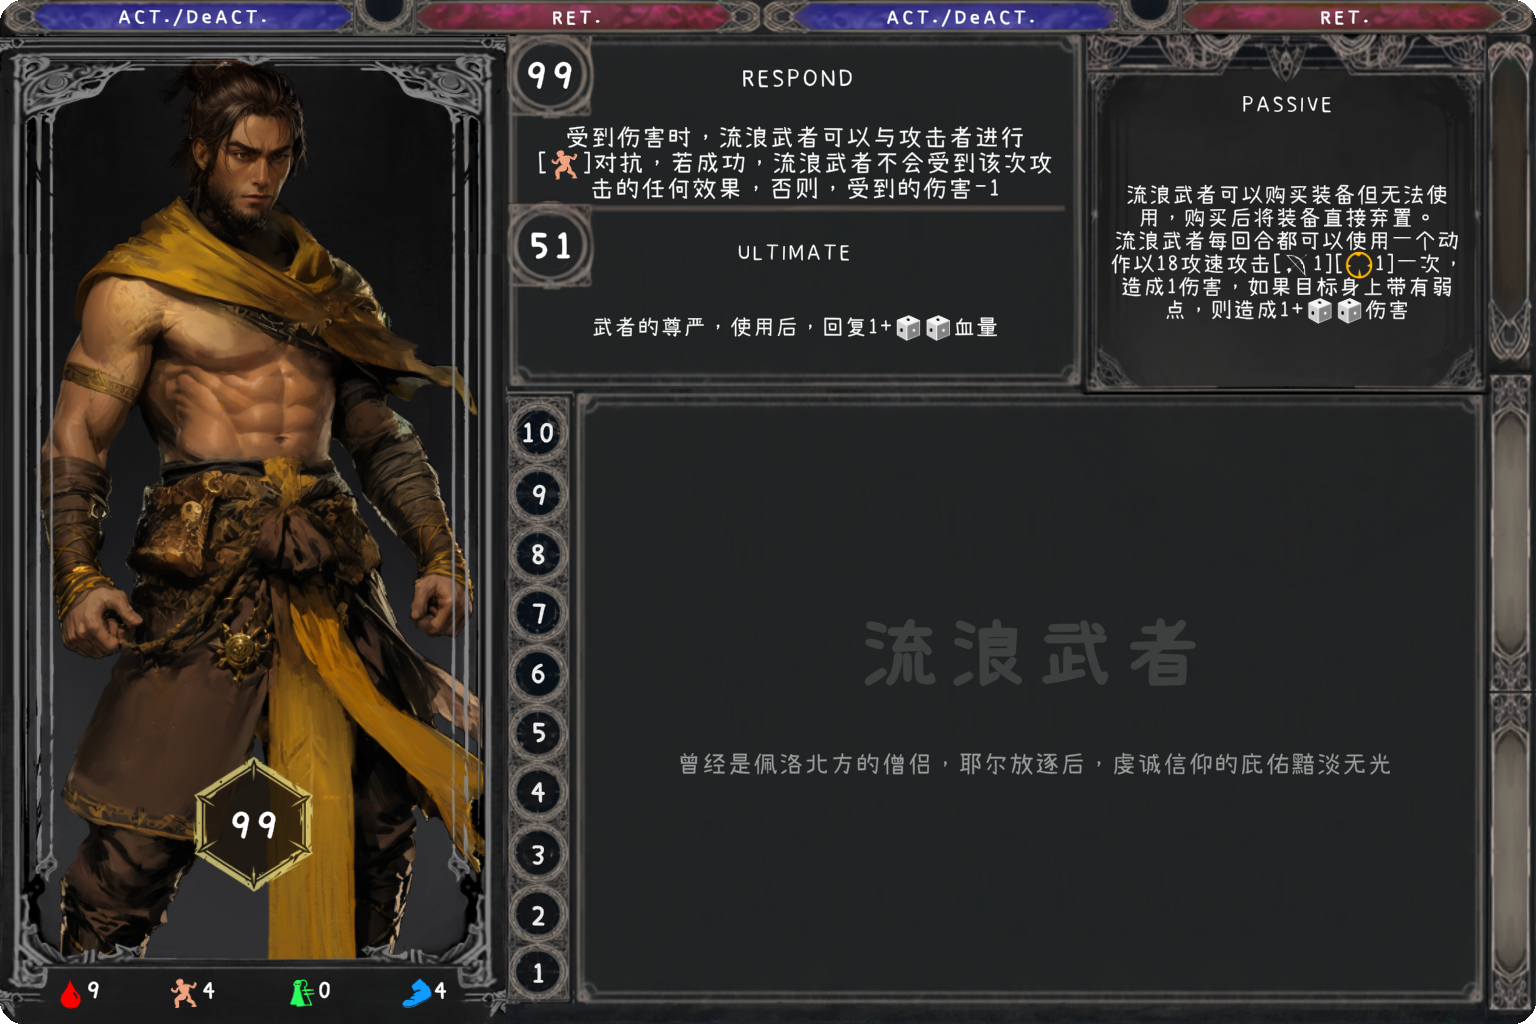 ACT./DeACT.
RET.
ACT./DeACT.
RET.
99
RESPOND
受到伤害时，流浪武者可以与攻击者进行
[]对抗，若成功，流浪武者不会受到该次攻
击的任何效果，否则，受到的伤害-1
51
ULTIMATE
武者的尊严，使用后，回复1+血量
PASSIVE
流浪武者可以购买装备但无法使
用，购买后将装备直接弃置。
流浪武者每回合都可以使用一个动
作以18攻速攻击[1][1]一次，
造成1伤害，如果目标身上带有弱
点，则造成1+伤害
10
9
8
7
6
5
4
3
2
1
流浪武者
曾经是佩洛北方的僧侣，耶尔放逐后，虔诚信仰的庇佑黯淡无光
99
9
4
0
4